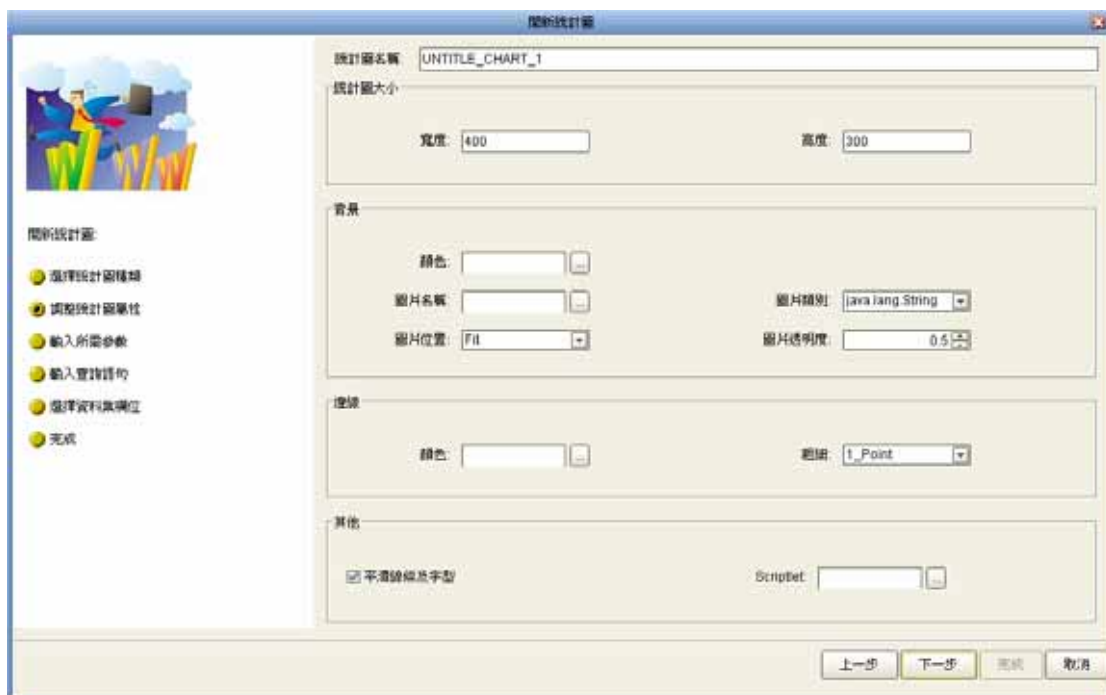 開新統計圖
統計圖名稱: UNTITLE_CHART_1
統計圖大小
寬度: 400
高度: 300
背景
顏色: ...
圖片名稱: ...
圖片類別: java.lang.String
圖片位置: Fit
圖片透明度: 0.5
邊線
顏色: ...
粗細: 1_Point
其他
平滑線條及字型
Scriptlet: ...
開新統計圖:
選擇統計圖種類
調整統計圖屬性
輸入所需參數
輸入查詢語句
選擇資料集欄位
完成
上一步
下一步
完成
取消